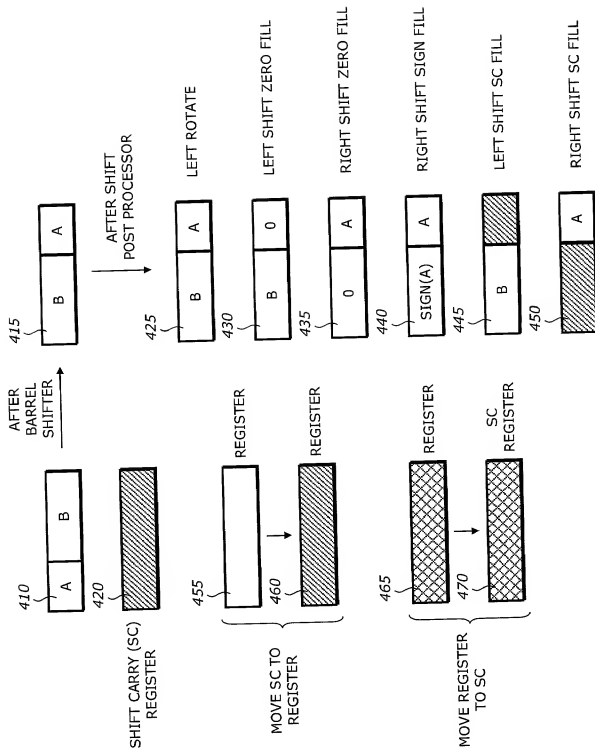 AFTER
BARREL
SHIFTER
410
A
B
415
B
A
SHIFT CARRY (SC)
REGISTER
420
AFTER SHIFT
POST PROCESSOR
425
B
A
LEFT ROTATE
430
B
0
LEFT SHIFT ZERO FILL
435
0
A
RIGHT SHIFT ZERO FILL
440
SIGN(A)
A
RIGHT SHIFT SIGN FILL
445
B
LEFT SHIFT SC FILL
450
A
RIGHT SHIFT SC FILL
MOVE SC TO
REGISTER
455
REGISTER
460
REGISTER
MOVE REGISTER
TO SC
465
REGISTER
470
SC
REGISTER